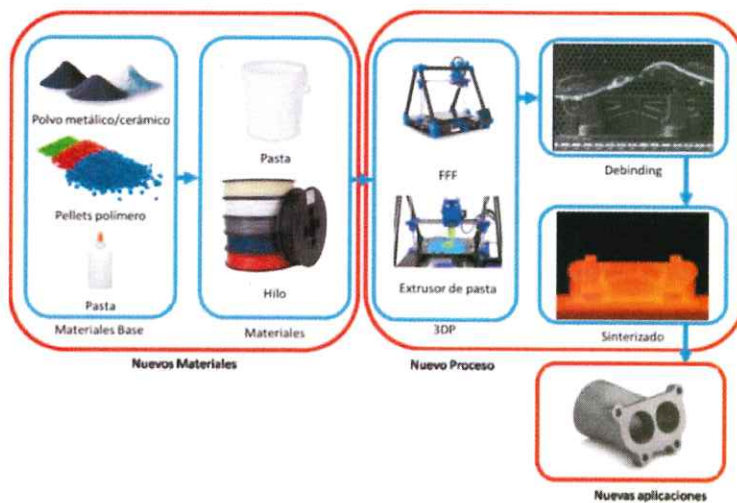 Polvo metálico/cerámico
Pellets polímero
Pasta
Materiales Base
Pasta
Hilo
Materiales
Nuevos Materiales
FFF
Extrusor de pasta
3DP
Debinding
Sinterizado
Nuevo Proceso
Nuevas aplicaciones